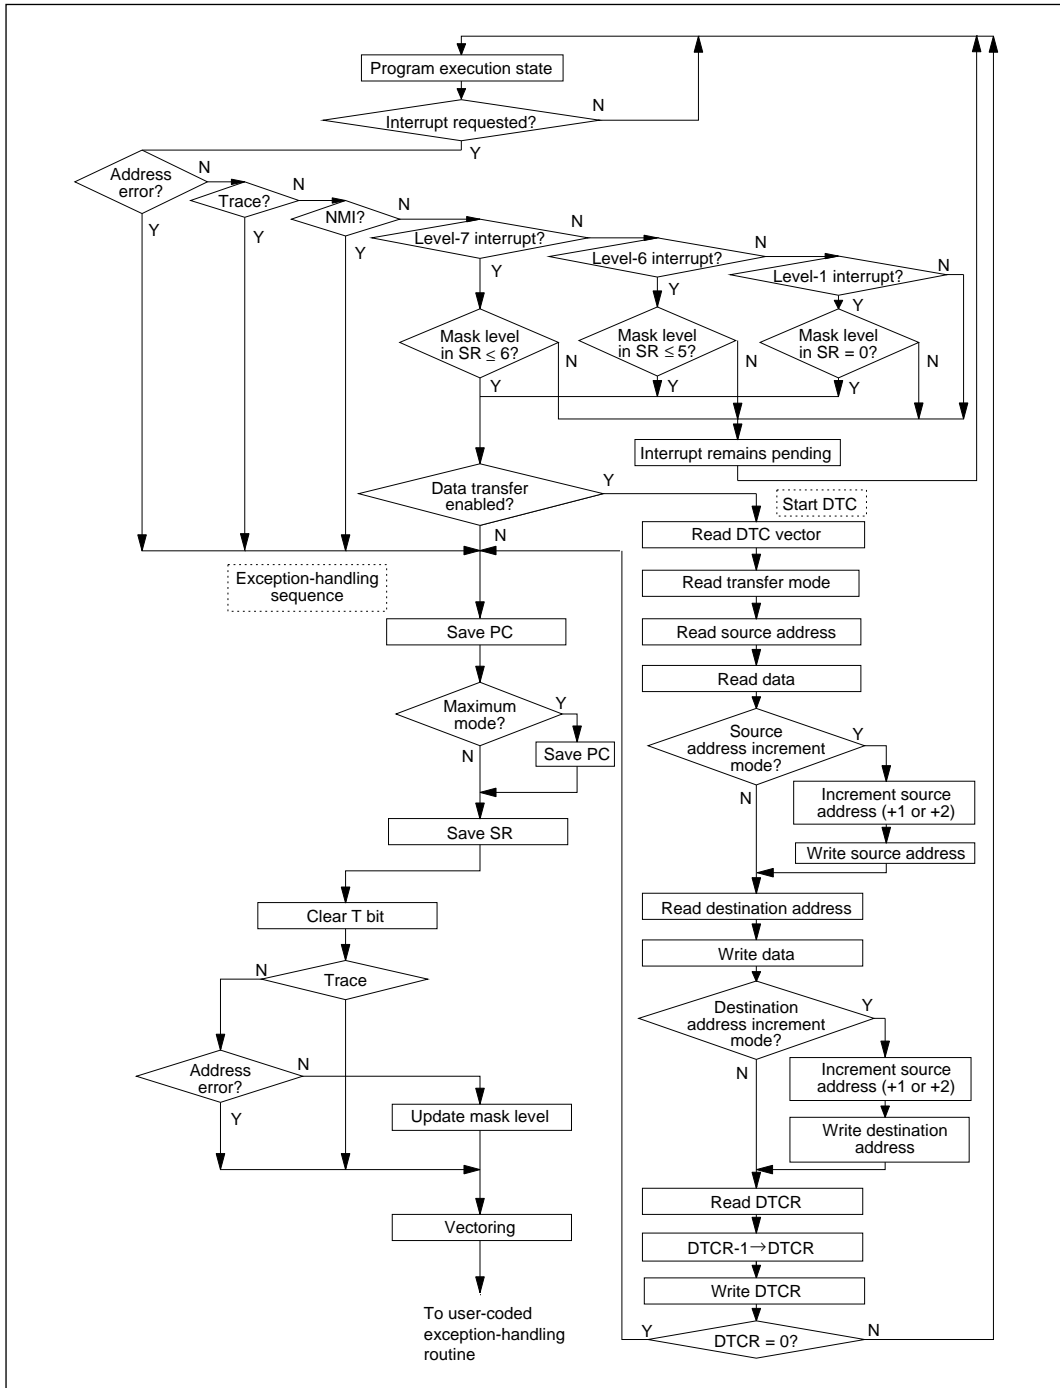 Program execution state
Interrupt requested?
N
Y
Address
error?
N
Y
Trace?
N
Y
NMI?
N
Y
Level-7 interrupt?
N
Y
Level-6 interrupt?
N
Y
Level-1 interrupt?
N
Y
Mask level
in SR ≤ 6?
N
Y
Mask level
in SR ≤ 5?
N
Y
Mask level
in SR = 0?
N
Y
Interrupt remains pending
Data transfer
enabled?
Y
N
Start DTC
Read DTC vector
Read transfer mode
Read source address
Read data
Source
address increment
mode?
Y
N
Increment source
address (+1 or +2)
Write source address
Read destination address
Write data
Destination
address increment
mode?
Y
N
Increment source
address (+1 or +2)
Write destination
address
Read DTCR
DTCR-1→DTCR
Write DTCR
DTCR = 0?
Y
N
Exception-handling
sequence
Save PC
Maximum
mode?
Y
N
Save PC
Save SR
Clear T bit
Trace
N
Address
error?
N
Y
Update mask level
Vectoring
To user-coded
exception-handling
routine